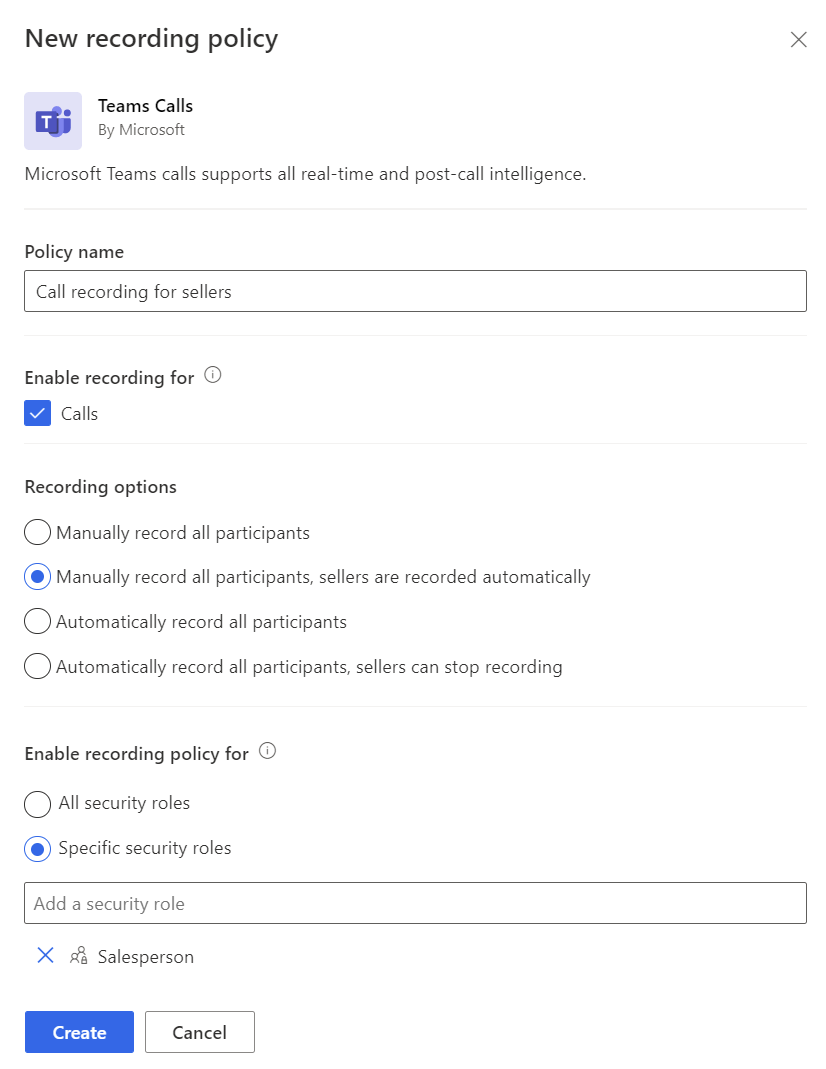 New recording policy
Teams Calls
By Microsoft
Microsoft Teams calls supports all real-time and post-call intelligence.
Policy name
Call recording for sellers
Enable recording for
Calls
Recording options
Manually record all participants
Manually record all participants, sellers are recorded automatically
Automatically record all participants
Automatically record all participants, sellers can stop recording
Enable recording policy for
All security roles
Specific security roles
Add a security role
Salesperson
Create Cancel